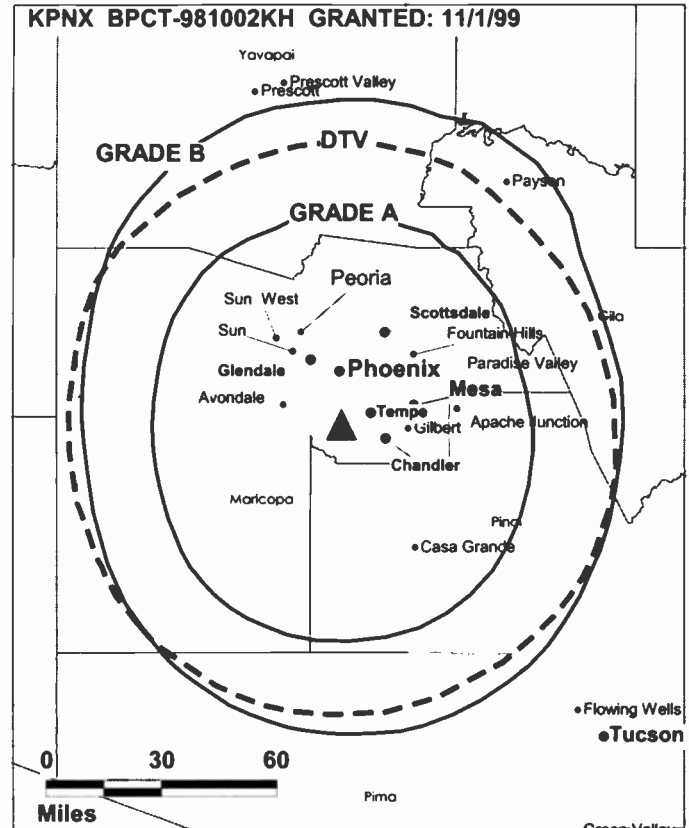 KPNX BPCT-981002KH GRANTED: 11/1/99
Yavapai
Prescott Valley
Prescott
DTV
GRADE B
Payson
GRADE A
Peoria
Sun West
Scottsdale
Gila
Sun
Fountain Hills
Glendale
Phoenix
Paradise Valley
Mesa
Avondale
Tempe
Apache Junction
Gilbert
Chandler
Maricopa
Pinal
Casa Grande
Flowing Wells
Tucson
0 30 60
Miles
Pima
Green Valley